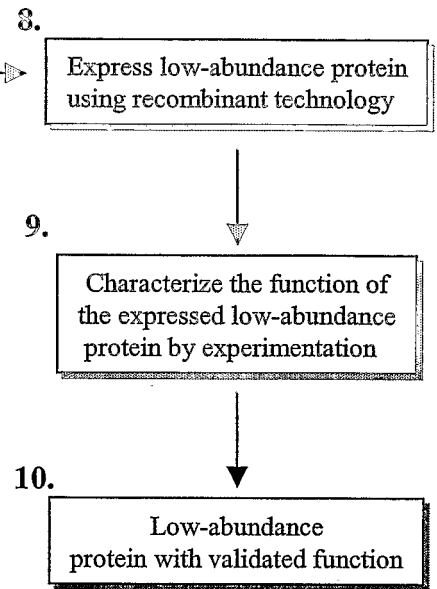 8.
Express low-abundance protein
using recombinant technology
9.
Characterize the function of
the expressed low-abundance
protein by experimentation
10.
Low-abundance
protein with validated function